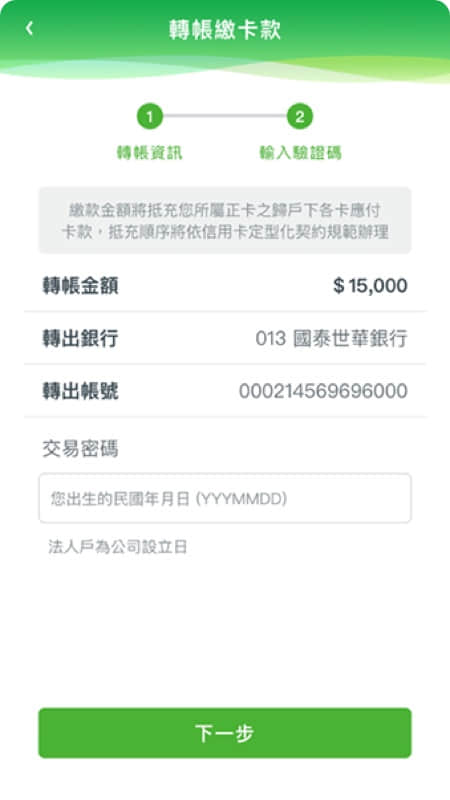 轉帳繳卡款
1 2
轉帳資訊 輸入驗證碼
繳款金額將抵充您所屬正卡之歸戶下各卡應付
卡款，抵充順序將依信用卡定型化契約規範辦理
轉帳金額 $ 15,000
轉出銀行 013 國泰世華銀行
轉出帳號 000214569696000
交易密碼
您出生的民國年月日 (YYYMMDD)
法人戶為公司設立日
下一步